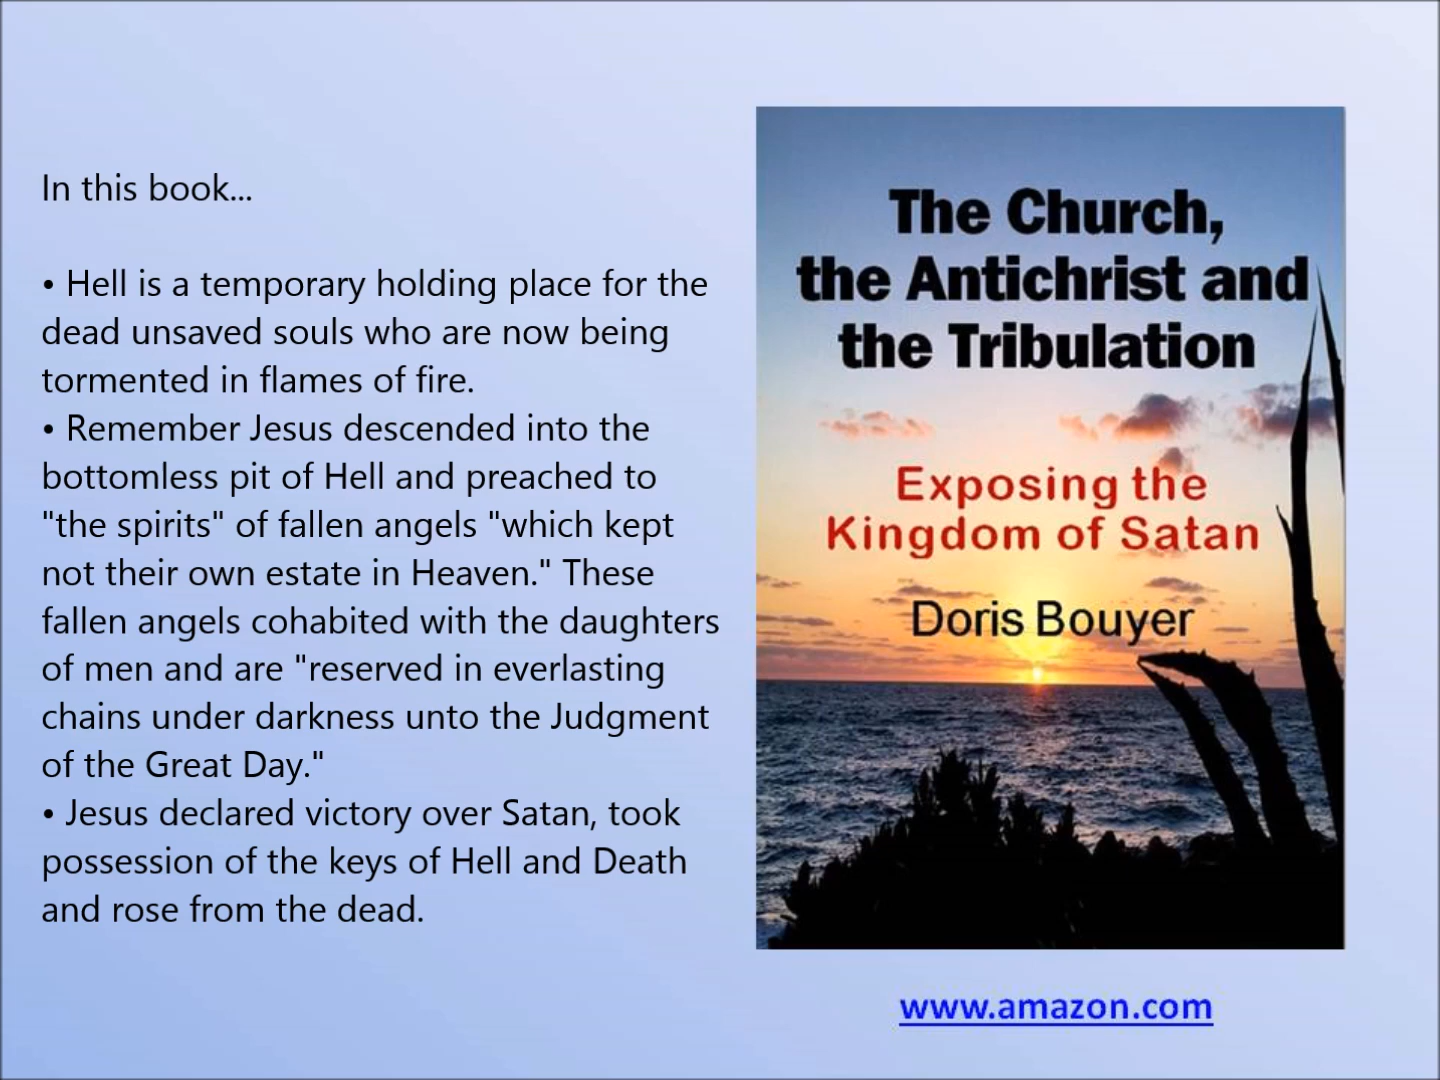 In this book...
• Hell is a temporary holding place for the
dead unsaved souls who are now being
tormented in flames of fire.
• Remember Jesus descended into the
bottomless pit of Hell and preached to
"the spirits" of fallen angels "which kept
not their own estate in Heaven." These
fallen angels cohabited with the daughters
of men and are "reserved in everlasting
chains under darkness unto the Judgment
of the Great Day."
• Jesus declared victory over Satan, took
possession of the keys of Hell and Death
and rose from the dead.
The Church,
the Antichrist and
the Tribulation
Exposing the
Kingdom of Satan
Doris Bouyer
www.amazon.com